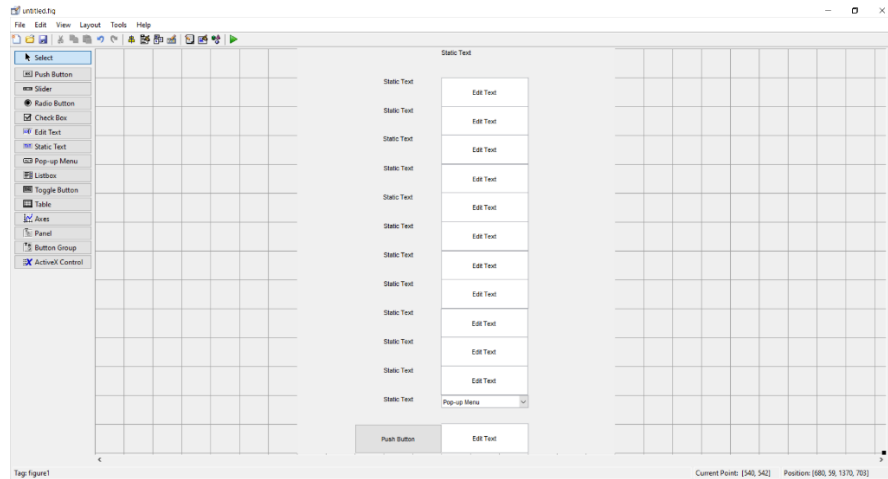 untitled.fig
File Edit View Layout Tools Help
Select
Push Button
Slider
Radio Button
Check Box
Edit Text
Static Text
Pop-up Menu
Listbox
Toggle Button
Table
Axes
Panel
Button Group
ActiveX Control
Static Text
Static Text
Edit Text
Static Text
Edit Text
Static Text
Edit Text
Static Text
Edit Text
Static Text
Edit Text
Static Text
Edit Text
Static Text
Edit Text
Static Text
Edit Text
Static Text
Edit Text
Static Text
Edit Text
Static Text
Edit Text
Static Text
Pop-up Menu
Push Button
Edit Text
Tag: figure1
Current Point: [540, 542] Position: [680, 59, 1370, 703]